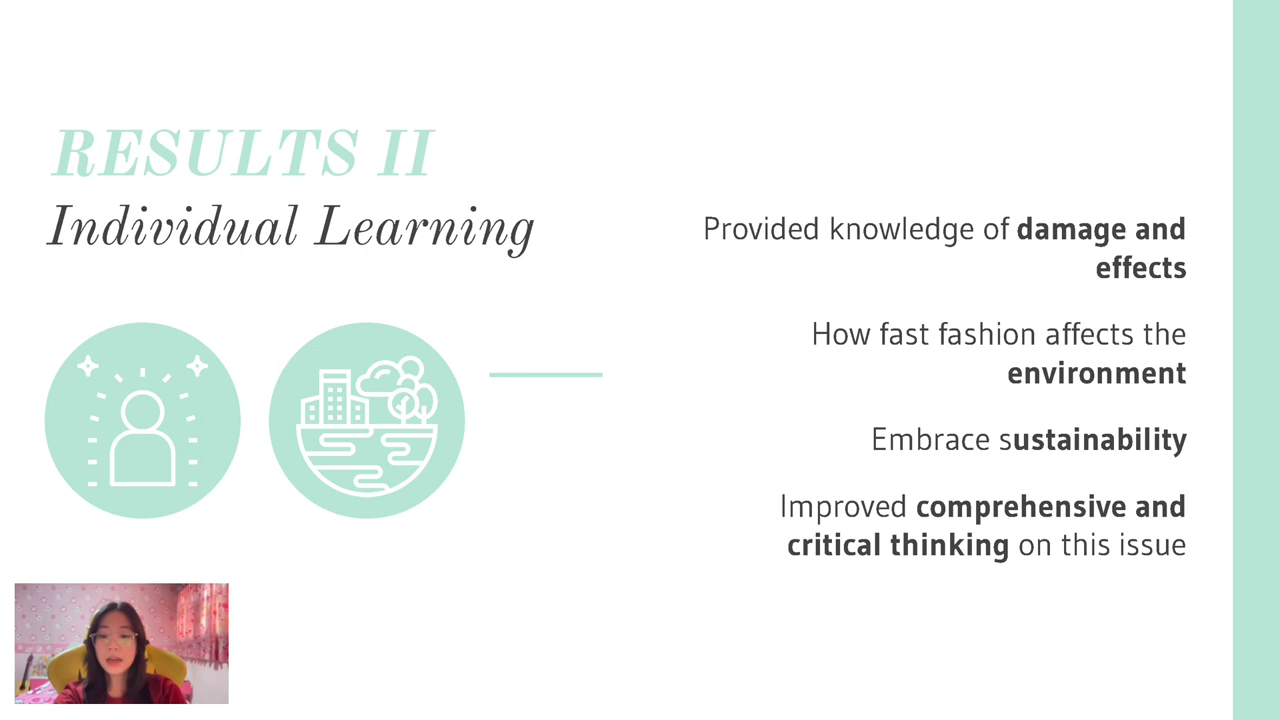 RESULTS II
Individual Learning
Provided knowledge of damage and
effects
How fast fashion affects the
environment
Embrace sustainability
Improved comprehensive and
critical thinking on this issue